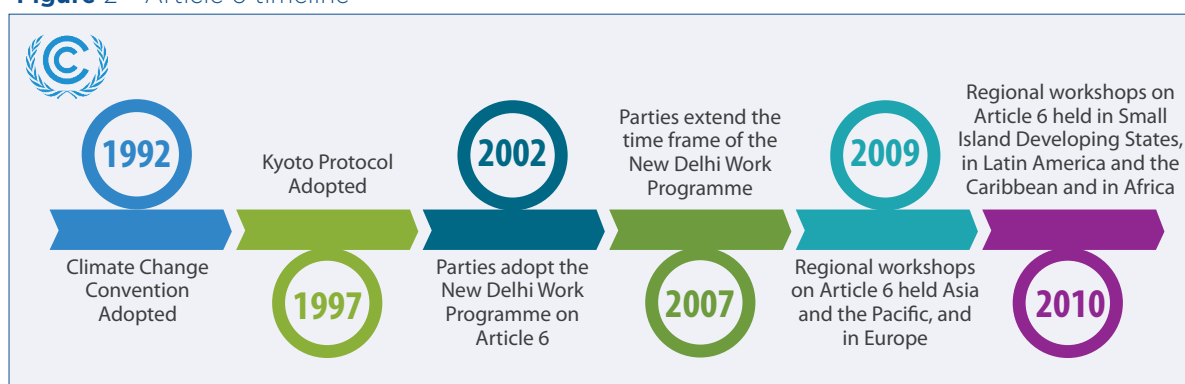 Figure 2 Article 6 timeline
1992
Climate Change
Convention
Adopted
Kyoto Protocol
Adopted
1997
2002
Parties adopt the
New Delhi Work
Programme on
Article 6
Parties extend the
time frame of the
New Delhi Work
Programme
2007
2009
Regional workshops
on Article 6 held Asia
and the Pacific, and
in Europe
Regional workshops on
Article 6 held in Small
Island Developing States,
in Latin America and the
Caribbean and in Africa
2010